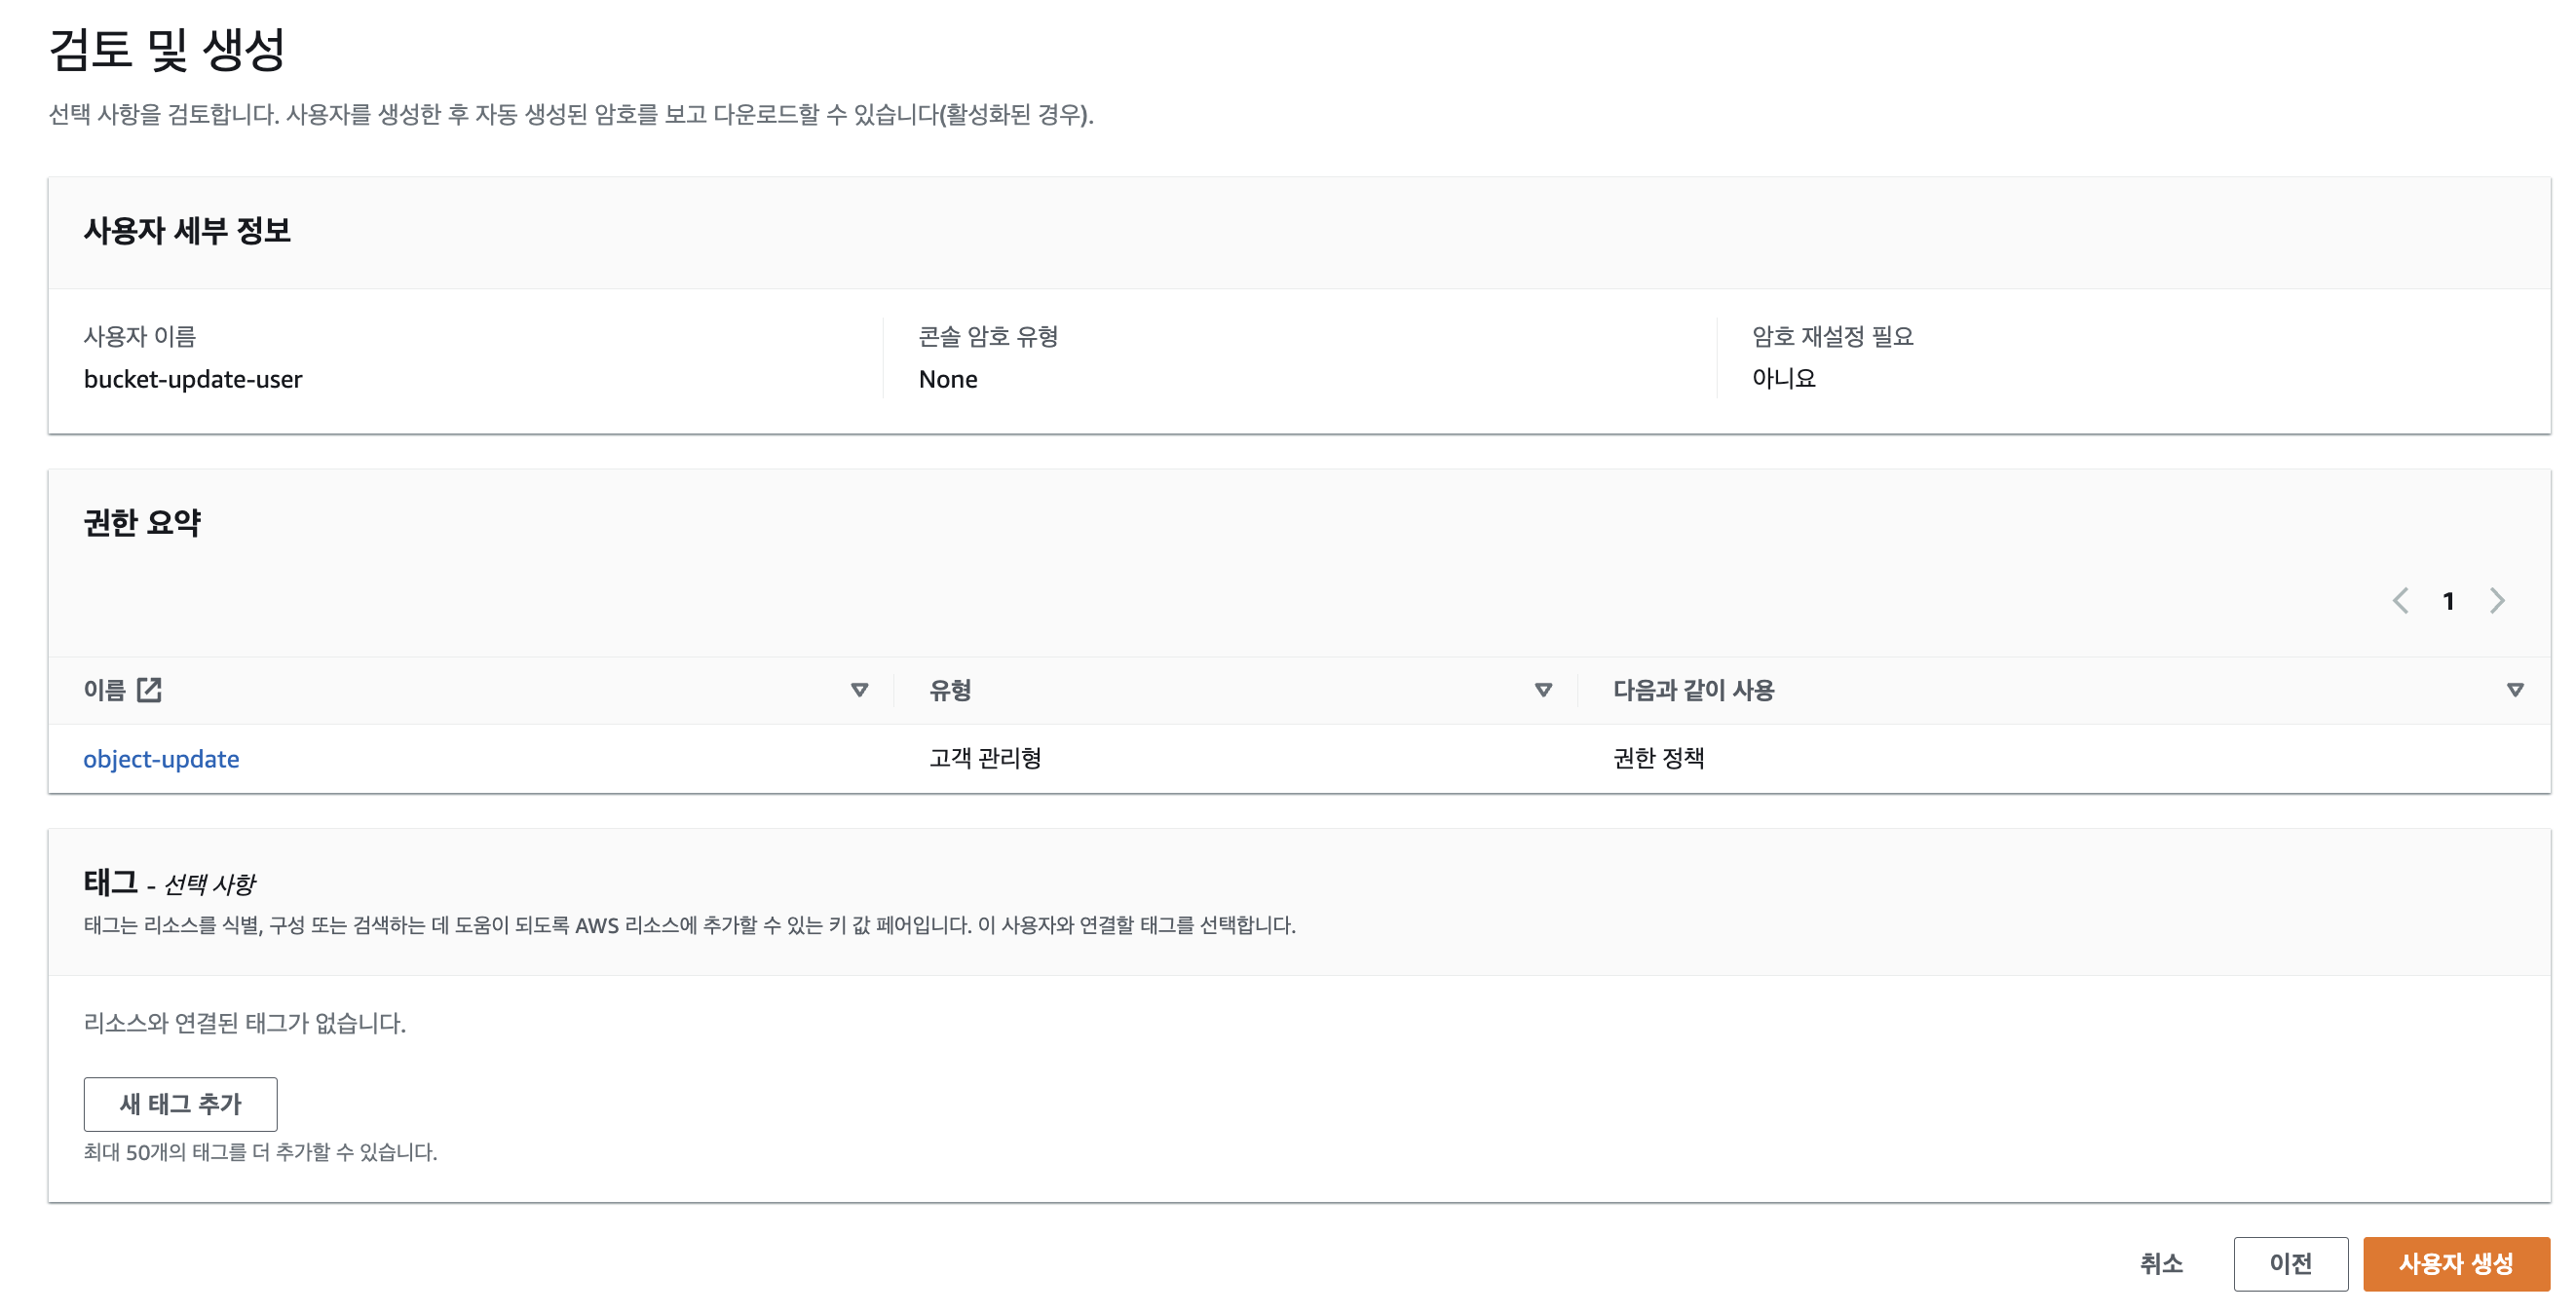 검토 및 생성
선택 사항을 검토합니다. 사용자를 생성한 후 자동 생성된 암호를 보고 다운로드할 수 있습니다(활성화된 경우).
사용자 세부 정보
사용자 이름 콘솔 암호 유형 암호 재설정 필요
bucket-update-user None 아니요
권한 요약
1
이름 유형 다음과 같이 사용
object-update 고객 관리형 권한 정책
태그 - 선택 사항
태그는 리소스를 식별, 구성 또는 검색하는 데 도움이 되도록 AWS 리소스에 추가할 수 있는 키 값 페어입니다. 이 사용자와 연결할 태그를 선택합니다.
리소스와 연결된 태그가 없습니다.
새 태그 추가
최대 50개의 태그를 더 추가할 수 있습니다.
취소 이전 사용자 생성